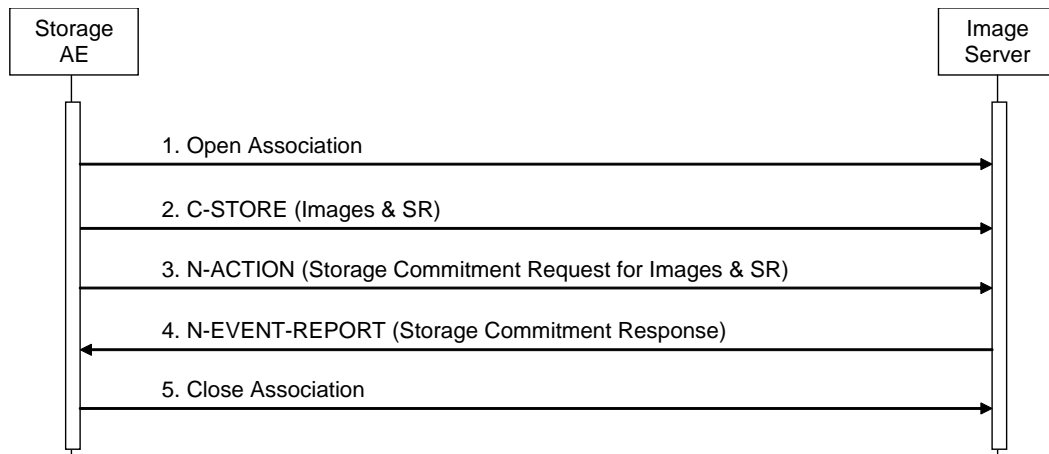 Storage
AE
Image
Server
1. Open Association
2. C-STORE (Images & SR)
3. N-ACTION (Storage Commitment Request for Images & SR)
4. N-EVENT-REPORT (Storage Commitment Response)
5. Close Association